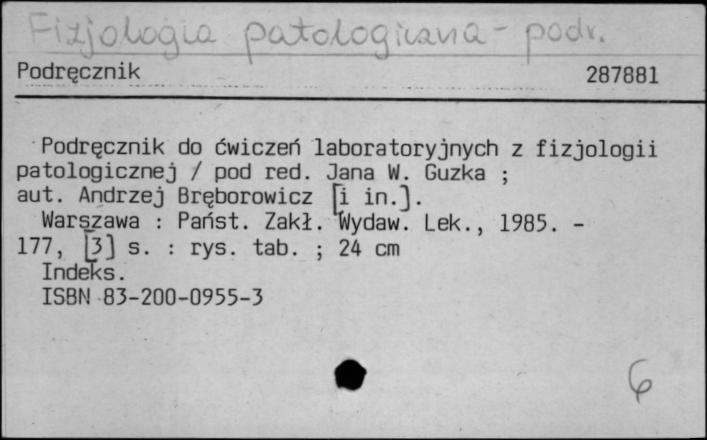 Fizjologia patologiczna - podr.
Podręcznik 287881
Podręcznik do ćwiczeń laboratoryjnych z fizjologii
patologicznej / pod red. Jana W. Guzka ;
aut. Andrzej Bręborowicz [i in.].
Warszawa : Państ. Zakł. Wydaw. Lek., 1985. -
177, [3] s. : rys. tab. ; 24 cm
Indeks.
ISBN 83-200-0955-3
6